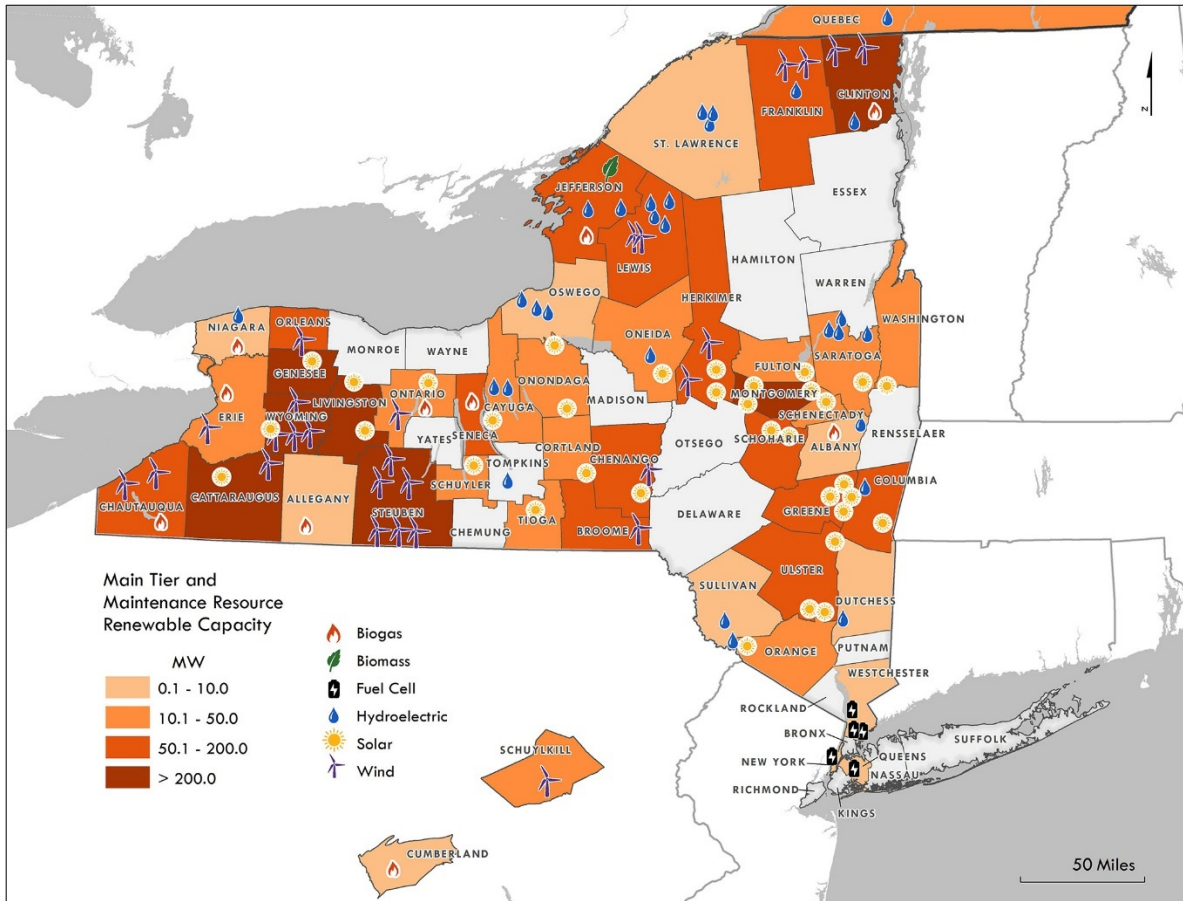 QUEBEC
CLINTON
FRANKLIN
ST. LAWRENCE
ESSEX
JEFFERSON
LEWIS
HAMILTON
WARREN
HERKIMER
OSWEGO
WASHINGTON
NIAGARA
ORLEANS
MONROE
WAYNE
ONEIDA
SARATOGA
FULTON
GENESEE
ONONDAGA
MADISON
MONTGOMERY
LIVINGSTON
ONTARIO
CAYUGA
SCHENECTADY
ERIE
WYOMING
YATES
SENECA
OTSEGO
SCHOHARIE
ALBANY
RENSSELAER
CORTLAND
CHENANGO
TOMPKINS
SCHUYLER
CHAUTAUQUA
CATTARAUGUS
ALLEGANY
STEUBEN
CHEMUNG
TIOGA
BROOME
DELAWARE
GREENE
COLUMBIA
ULSTER
SULLIVAN
DUTCHESS
ORANGE
PUTNAM
WESTCHESTER
ROCKLAND
BRONX
SUFFOLK
NEW YORK
QUEENS
NASSAU
RICHMOND
KINGS
SCHUYLKILL
CUMBERLAND
Main Tier and
Maintenance Resource
Renewable Capacity
MW
0.1 - 10.0
10.1 - 50.0
50.1 - 200.0
> 200.0
Biogas
Biomass
Fuel Cell
Hydroelectric
Solar
Wind
50 Miles
N